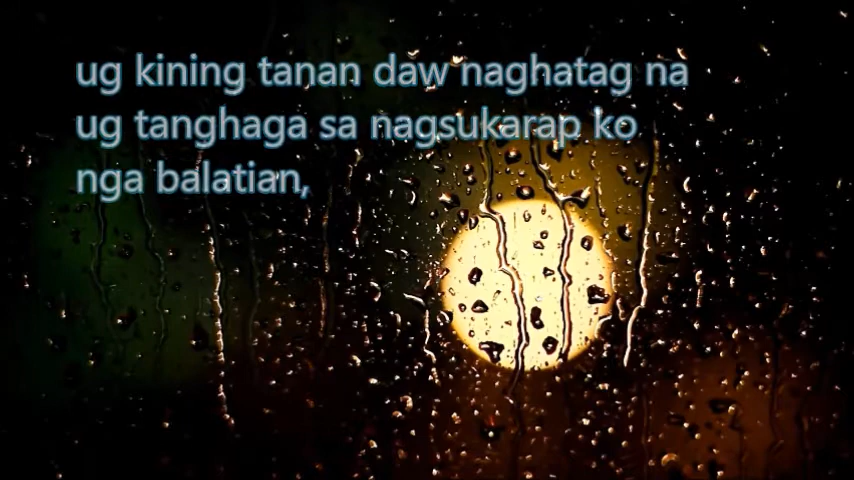 ug kining tanan daw naghatag na
ug tanghaga sa nagsukarap ko
nga balatian,